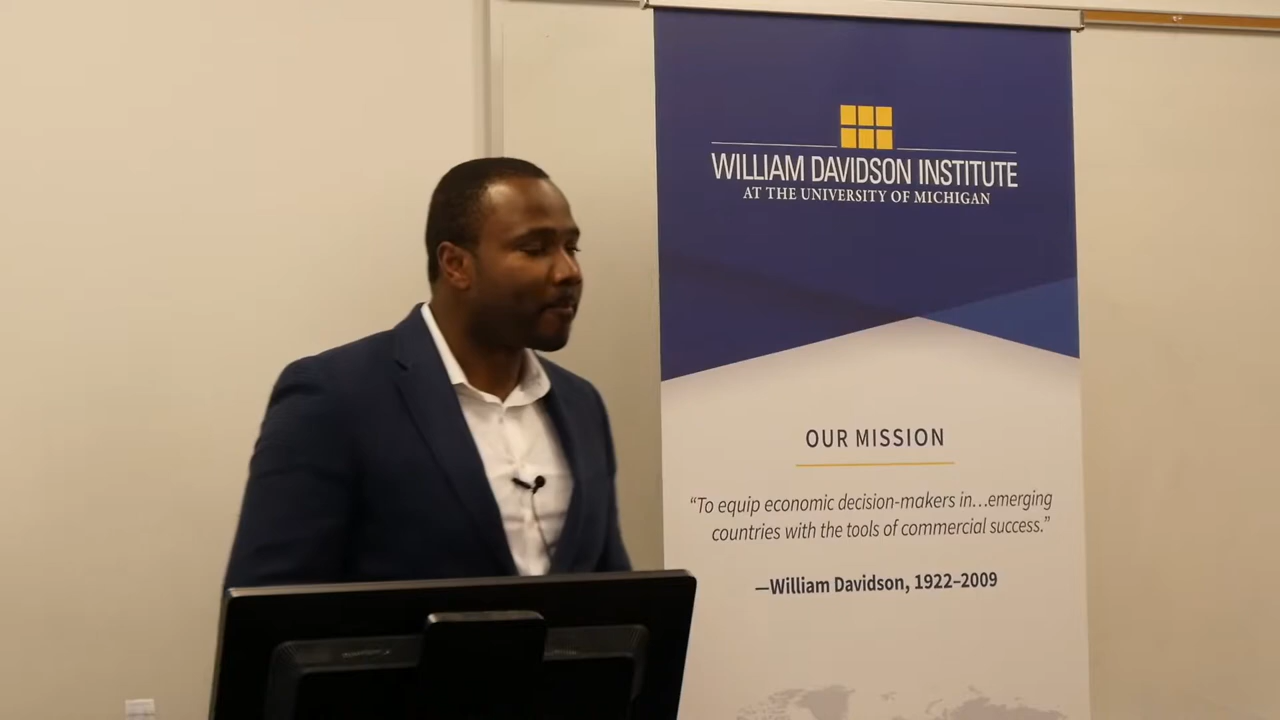 WILLIAM DAVIDSON INSTITUTE
AT THE UNIVERSITY OF MICHIGAN
OUR MISSION
“To equip economic decision-makers in…emerging
countries with the tools of commercial success.”
—William Davidson, 1922–2009